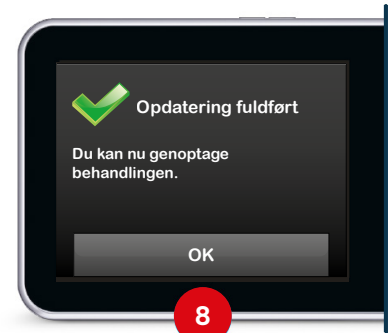 Opdatering fuldført
Du kan nu genoptage
behandlingen.
OK
8